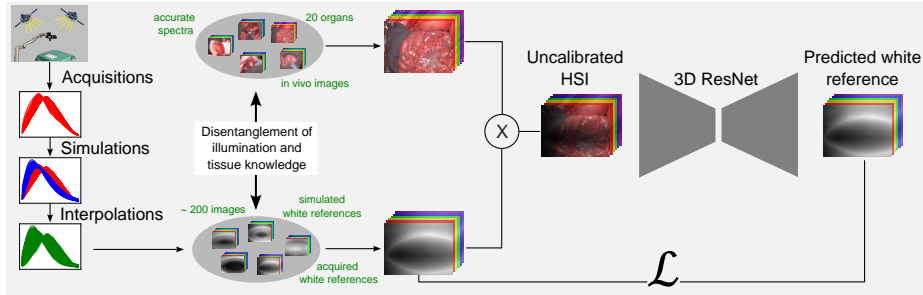 accurate
spectra
20 organs
in vivo images
Acquisitions
Simulations
Interpolations
Disentanglement of
illumination and
tissue knowledge
~ 200 images
simulated
white references
acquired
white references
X
Uncalibrated
HSI
3D ResNet
Predicted white
reference
ℒ